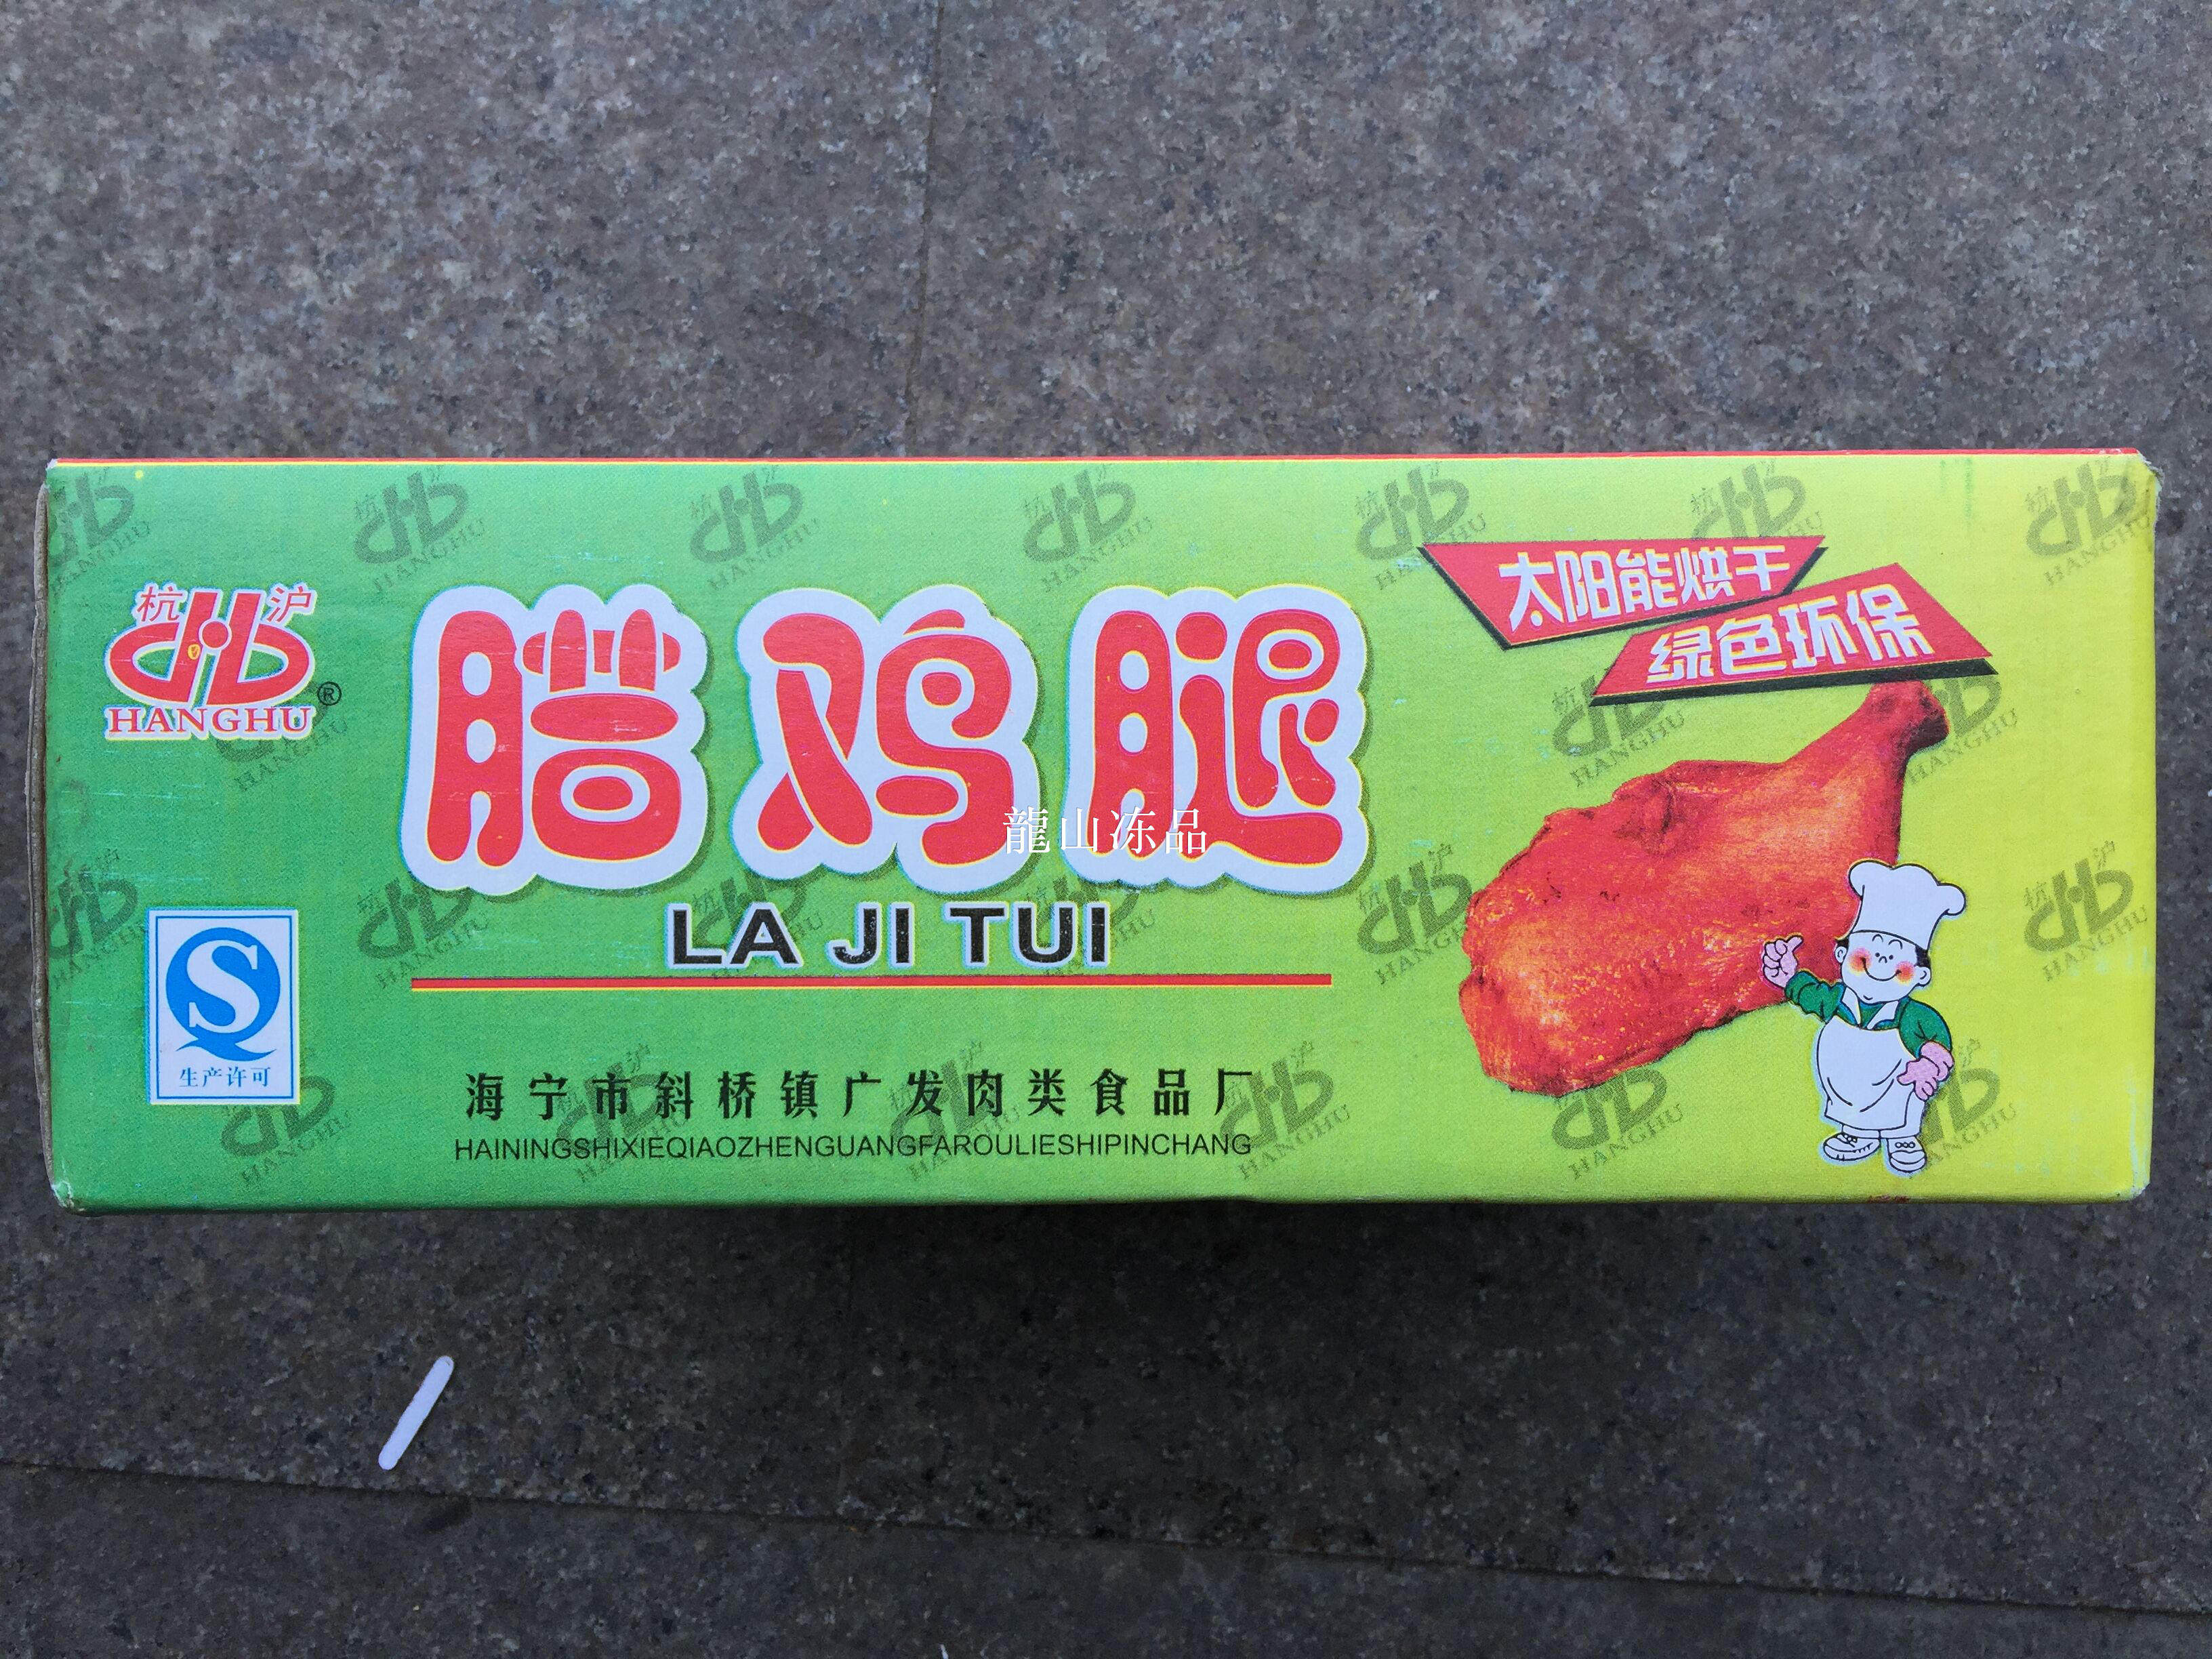 杭沪
HANGHU
®
太阳能烘干
绿色环保
腊鸡腿
龍山冻品
LA JI TUI
S
生产许可
海宁市斜桥镇广发肉类食品厂
HAININGSHIXIEQIAOZHENGUANGFAROULIESHIPINCHANG